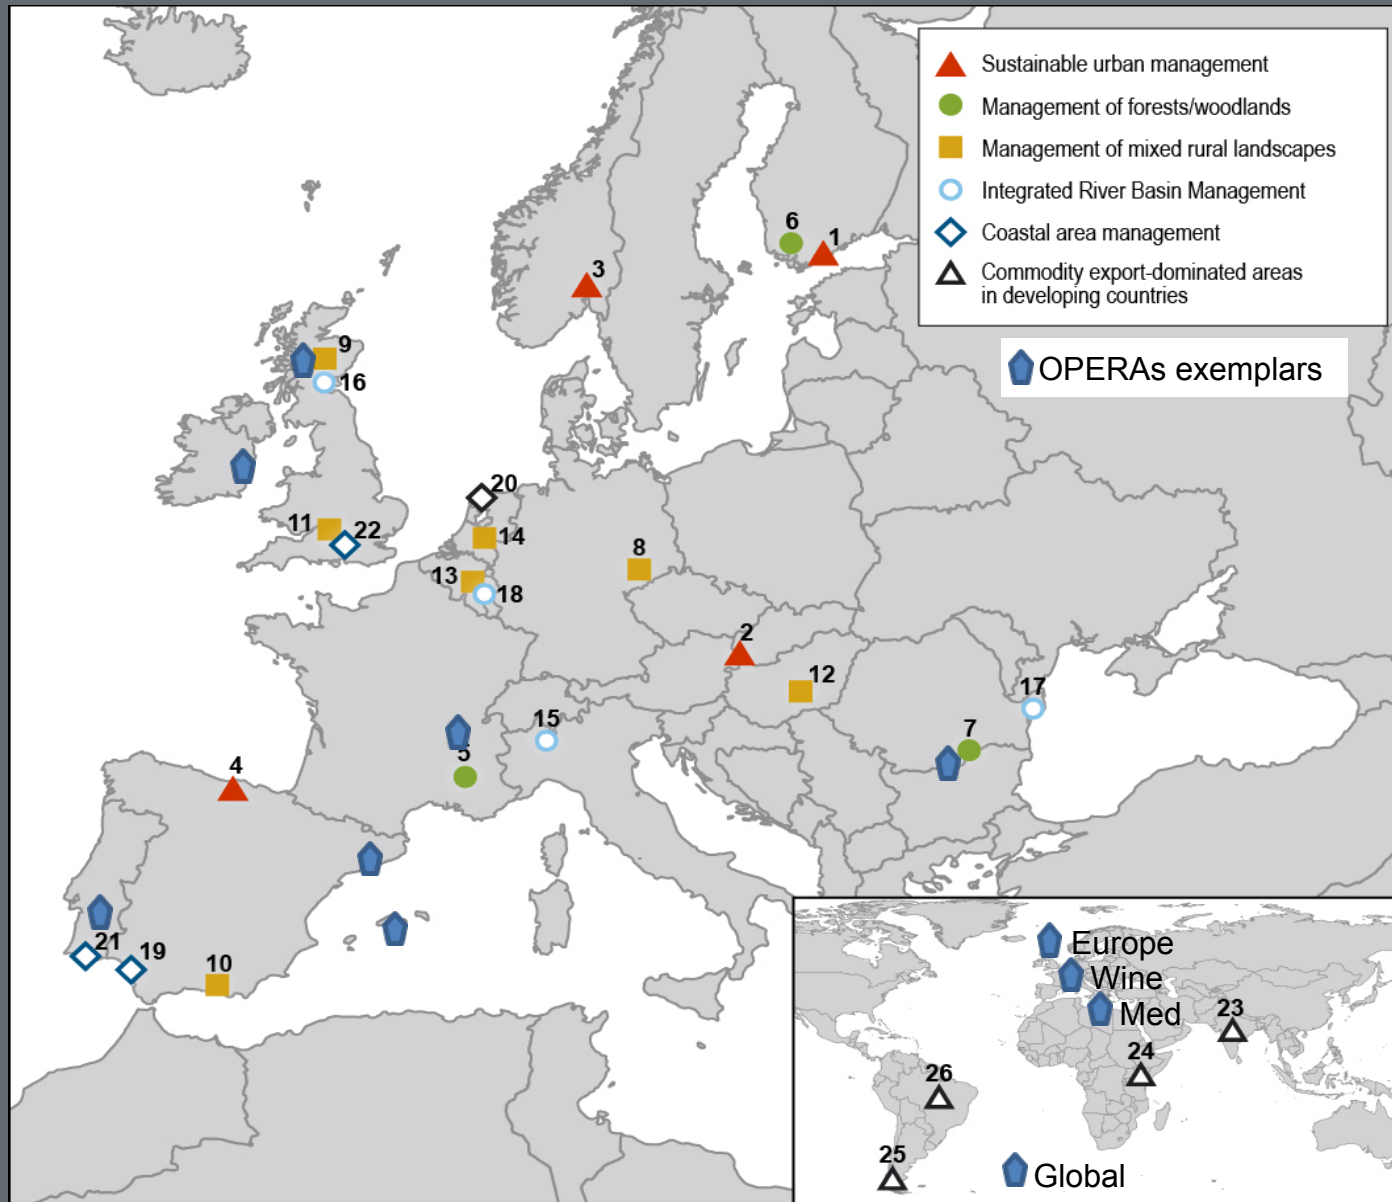 Sustainable urban management
Management of forests/woodlands
Management of mixed rural landscapes
Integrated River Basin Management
Coastal area management
Commodity export-dominated areas
in developing countries
OPERAs exemplars
6
1
3
9
16
20
11
22
14
8
13
18
2
12
17
15
7
5
4
21
19
10
Europe
Wine
Med
23
24
26
25
Global